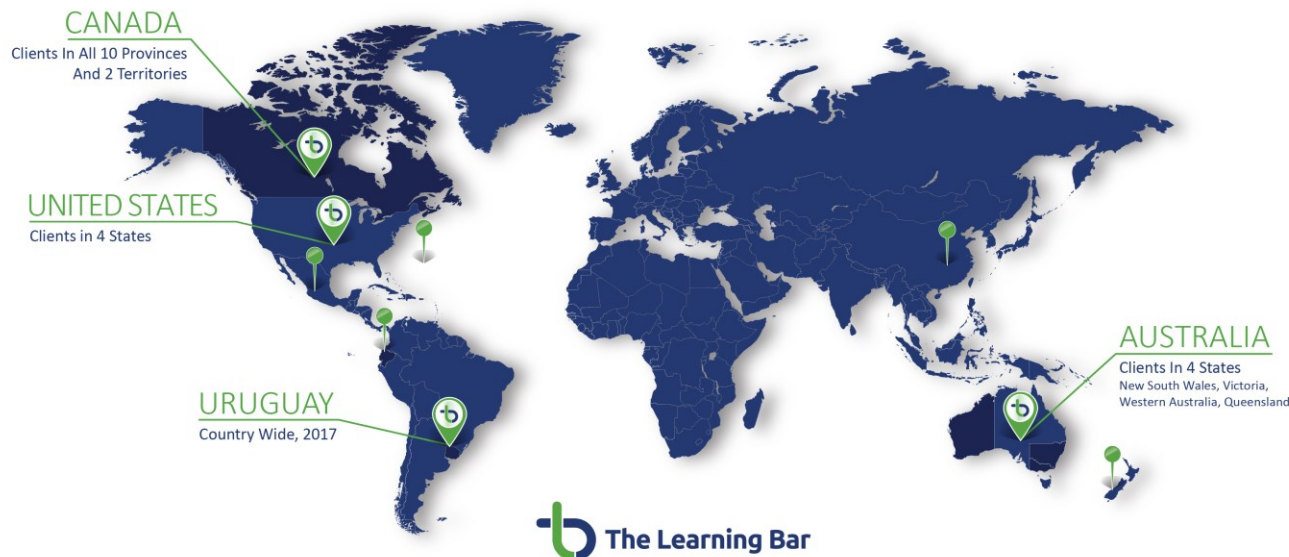 CANADA
Clients In All 10 Provinces
And 2 Territories
UNITED STATES
Clients in 4 States
URUGUAY
Country Wide, 2017
AUSTRALIA
Clients In 4 States
New South Wales, Victoria,
Western Australia, Queensland
tb The Learning Bar